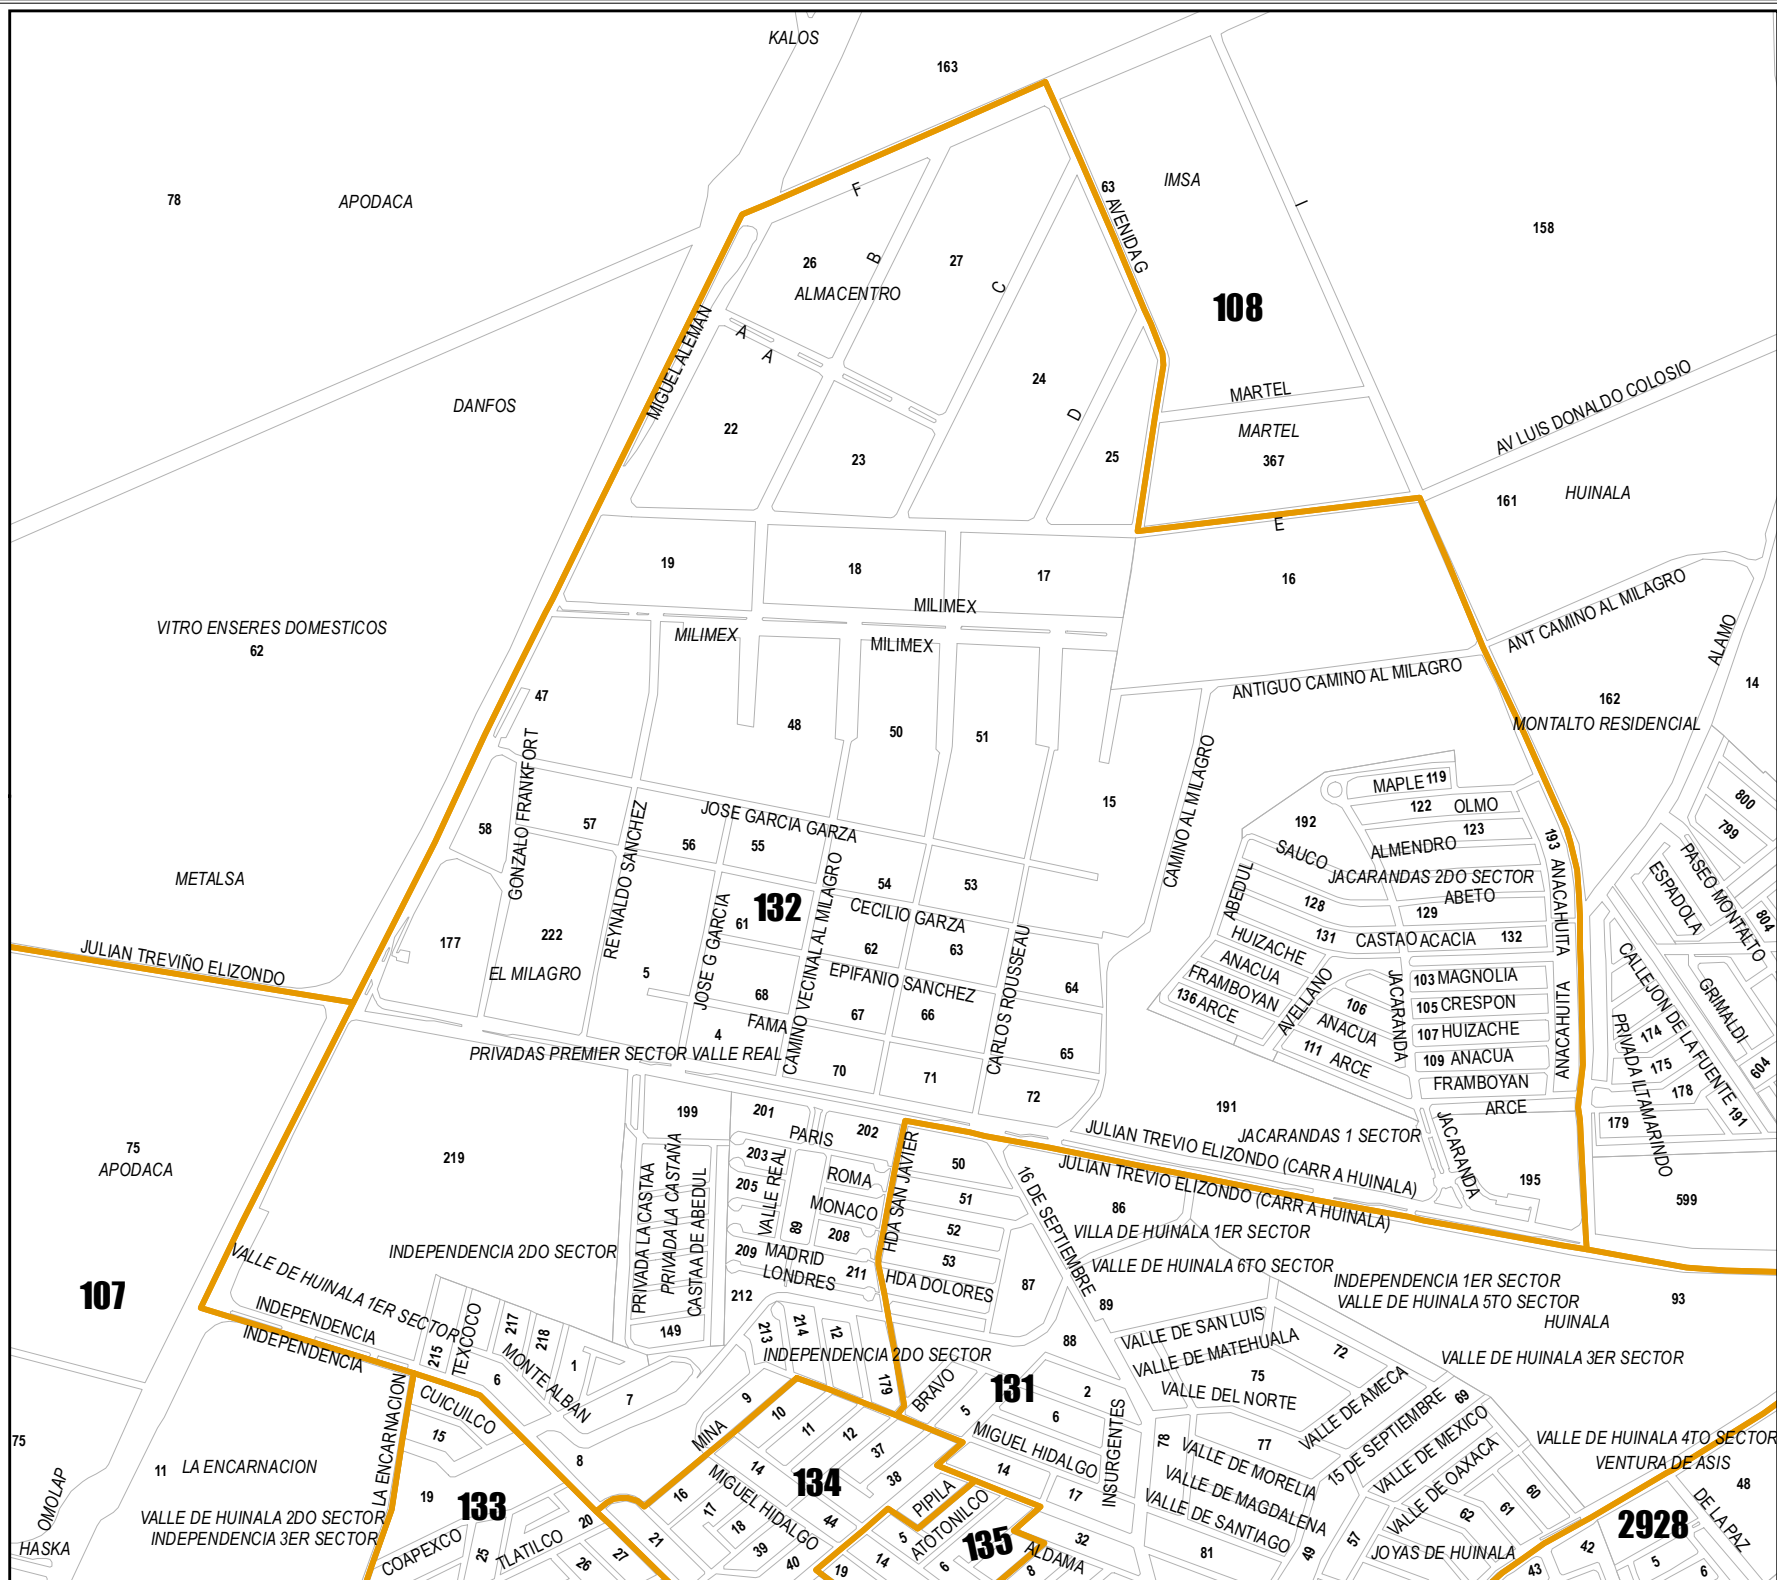 KALOS
163
IMSA
63
AVENIDA G
I
78
APODACA
F
158
26
B
27
C
ALMACENTRO
108
A
A
MIGUEL ALEMAN
DANFOS
24
D
MARTEL
MARTEL
367
AV LUIS DONALDO COLOSIO
22
23
25
161
HUINALA
E
19
18
17
16
MILIMEX
MILIMEX
MILIMEX
ANT CAMINO AL MILAGRO
ALAMO
VITRO ENSERES DOMESTICOS
62
47
48
50
51
ANTIGUO CAMINO AL MILAGRO
162
14
MONTALTO RESIDENCIAL
GONZALO FRANKFORT
15
CAMINO AL MILAGRO
MAPLE
119
122
OLMO
800
799
58
57
REYNALDO SANCHEZ
JOSE GARCIA GARZA
56
55
192
123
193
SAUCO
ALMENDRO
JACARANDAS 2DO SECTOR
ABETO
ANACAHUITA
PASEO MONTALTO
ESPADOLA
804
METALSA
54
53
132
CECILIO GARZA
ABEDUL
128
129
131
CASTAO
ACACIA
132
JULIAN TREVIÑO ELIZONDO
177
222
EL MILAGRO
5
JOSE G GARCIA
61
CAMINO VECINAL AL MILAGRO
62
63
EPIFANIO SANCHEZ
64
CARLOS ROUSSEAU
HUIZACHE
ANACUA
FRAMBOYAN
136
ARCE
AVELLANO
106
ANACUA
111
ARCE
JACARANDA
103
MAGNOLIA
105
CRESPON
107
HUIZACHE
109
ANACUA
FRAMBOYAN
ARCE
ANACAHUITA
CALLEJON DE LA FUENTE
GRIMALDI
174
175
178
191
604
179
PRIVADA ILTAMARINDO
68
FAMA
4
67
66
65
PRIVADAS PREMIER SECTOR VALLE REAL
70
71
72
75
APODACA
219
199
201
PARIS
202
203
205
ROMA
MONACO
208
VALLE REAL
89
209
MADRID
211
LONDRES
212
HDA SAN JAVIER
PRIVADA LA CASTAA
PRIVADA LA CASTAÑA
CASTAA DE ABEDUL
149
50
51
52
53
HDA DOLORES
87
16 DE SEPTIEMBRE
191
JACARANDAS 1 SECTOR
JULIAN TREVIO ELIZONDO (CARR A HUINALA)
JULIAN TREVIO ELIZONDO (CARR A HUINALA)
JACARANDA
195
599
86
VILLA DE HUINALA 1ER SECTOR
VALLE DE HUINALA 6TO SECTOR
INDEPENDENCIA 1ER SECTOR
VALLE DE HUINALA 5TO SECTOR
HUINALA
93
107
INDEPENDENCIA 2DO SECTOR
VALLE DE HUINALA 1ER SECTOR
INDEPENDENCIA
INDEPENDENCIA
215
TEXCOCO
217
218
1
MONTE ALBAN
6
7
CUICUILCO
15
213
214
12
179
INDEPENDENCIA 2DO SECTOR
89
88
VALLE DE SAN LUIS
VALLE DE MATEHUALA
75
VALLE DEL NORTE
72
VALLE DE HUINALA 3ER SECTOR
131
BRAVO
2
6
5
MIGUEL HIDALGO
14
17
INSURGENTES
78
77
VALLE DE AMECA
69
15 DE SEPTIEMBRE
VALLE DE MEXICO
VALLE DE OAXACA
VALLE DE MORELIA
VALLE DE MAGDALENA
VALLE DE SANTIAGO
VALLE DE HUINALA 4TO SECTOR
VENTURA DE ASIS
48
DE LA PAZ
2928
75
11
LA ENCARNACION
LA ENCARNACION
OMOLAP
HASKA
VALLE DE HUINALA 2DO SECTOR
INDEPENDENCIA 3ER SECTOR
19
133
COAPEXCO
25
TLATILCO
20
26
27
8
MINA
9
10
11
12
37
38
14
134
MIGUEL HIDALGO
16
17
18
21
39
40
44
19
PIPILA
5
14
ATOTONILCO
6
135
8
ALDAMA
32
81
49
57
62
61
60
JOYAS DE HUINALA
43
42
5
6